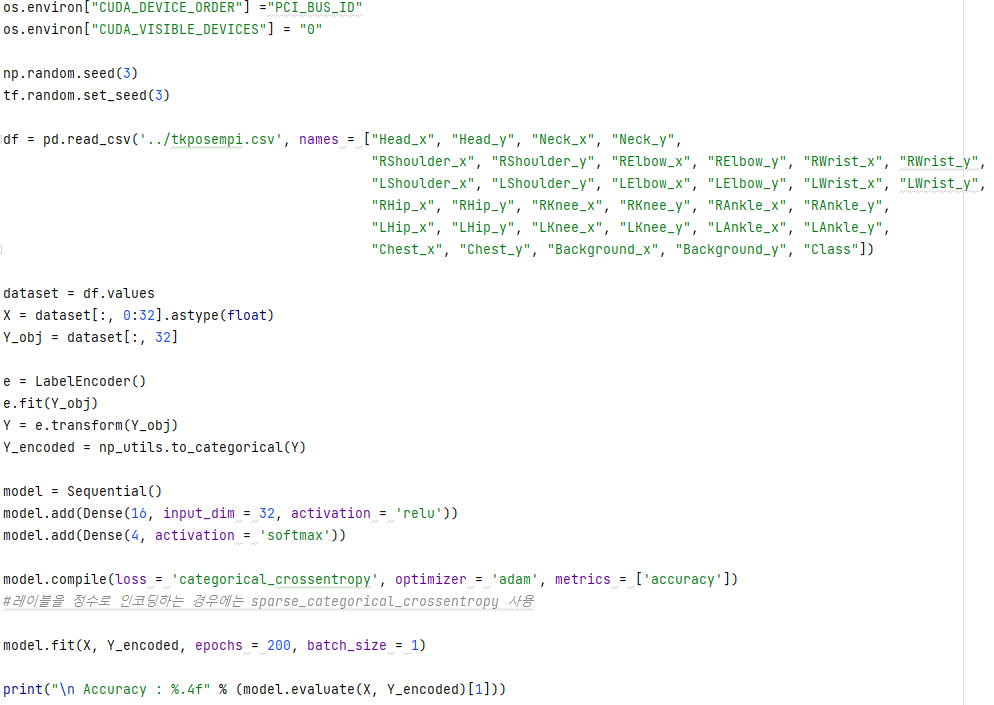 os.environ["CUDA_DEVICE_ORDER"] ="PCI_BUS_ID"
os.environ["CUDA_VISIBLE_DEVICES"] = "0"
np.random.seed(3)
tf.random.set_seed(3)
df = pd.read_csv('../tkposempi.csv', names = ["Head_x", "Head_y", "Neck_x", "Neck_y",
"RShoulder_x", "RShoulder_y", "RElbow_x", "RElbow_y", "RWrist_x", "RWrist_y",
"LShoulder_x", "LShoulder_y", "LElbow_x", "LElbow_y", "LWrist_x", "LWrist_y",
"RHip_x", "RHip_y", "RKnee_x", "RKnee_y", "RAnkle_x", "RAnkle_y",
"LHip_x", "LHip_y", "LKnee_x", "LKnee_y", "LAnkle_x", "LAnkle_y",
"Chest_x", "Chest_y", "Background_x", "Background_y", "Class"])
dataset = df.values
X = dataset[:, 0:32].astype(float)
Y_obj = dataset[:, 32]
e = LabelEncoder()
e.fit(Y_obj)
Y = e.transform(Y_obj)
Y_encoded = np_utils.to_categorical(Y)
model = Sequential()
model.add(Dense(16, input_dim = 32, activation = 'relu'))
model.add(Dense(4, activation = 'softmax'))
model.compile(loss = 'categorical_crossentropy', optimizer = 'adam', metrics = ['accuracy'])
#레이블을 정수로 인코딩하는 경우에는 sparse_categorical_crossentropy 사용
model.fit(X, Y_encoded, epochs = 200, batch_size = 1)
print("\n Accuracy : %.4f" % (model.evaluate(X, Y_encoded)[1]))